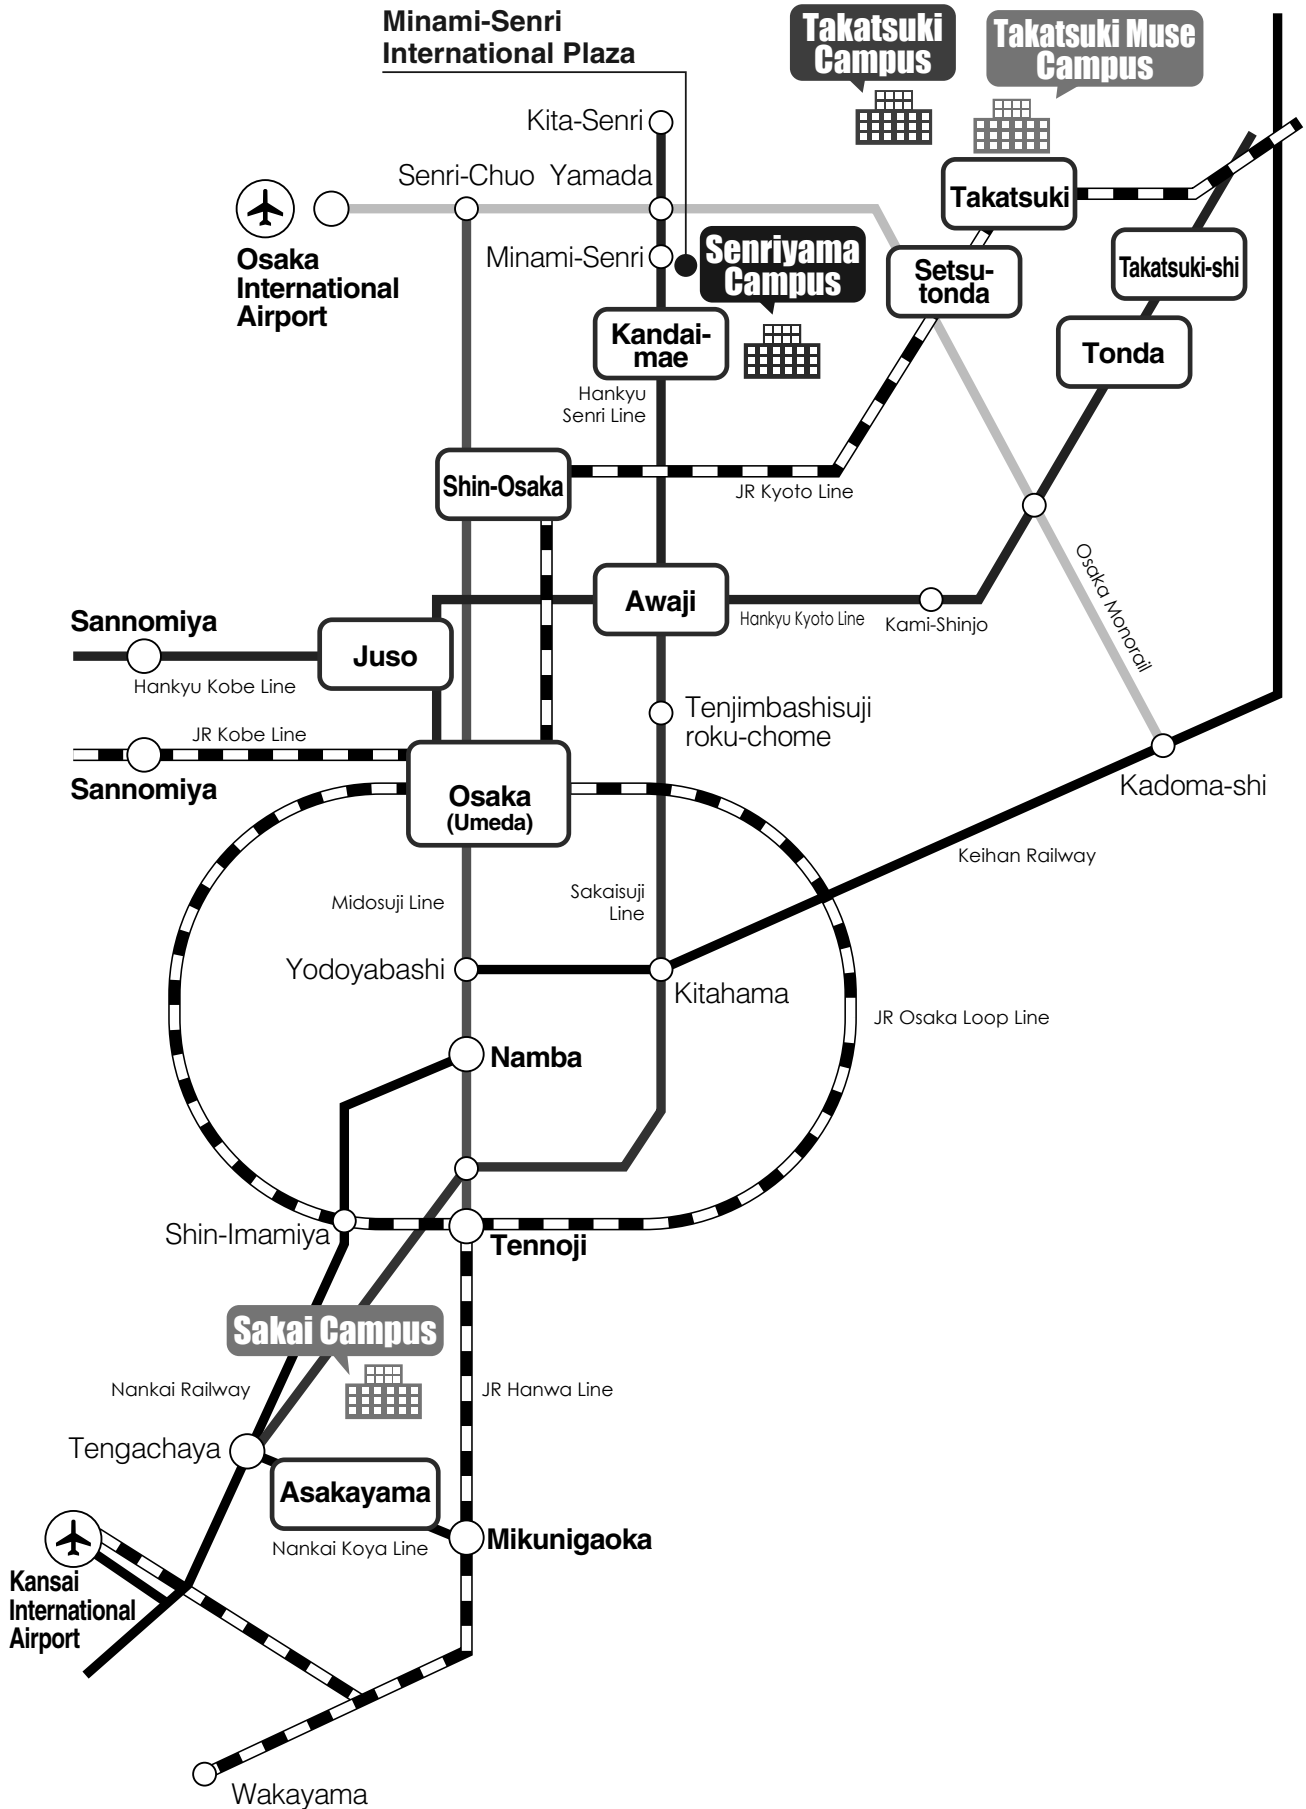 Minami-Senri
International Plaza
Takatsuki
Campus
Takatsuki Muse
Campus
Kita-Senri
Senri-Chuo
Yamada
Takatsuki
Osaka
International
Airport
Minami-Senri
Senriyama
Campus
Setsu-
tonda
Takatsuki-shi
Kandai-
mae
Tonda
Hankyu
Senri Line
Shin-Osaka
JR Kyoto Line
Osaka Monorail
Awaji
Hankyu Kyoto Line
Kami-Shinjo
Sannomiya
Juso
Hankyu Kobe Line
Tenjimbashisuji
roku-chome
JR Kobe Line
Sannomiya
Osaka
(Umeda)
Kadoma-shi
Keihan Railway
Midosuji Line
Sakaisuji
Line
Yodoyabashi
Kitahama
JR Osaka Loop Line
Namba
Shin-Imamiya
Tennoji
Sakai Campus
Nankai Railway
JR Hanwa Line
Tengachaya
Asakayama
Mikunigaoka
Nankai Koya Line
Kansai
International
Airport
Wakayama